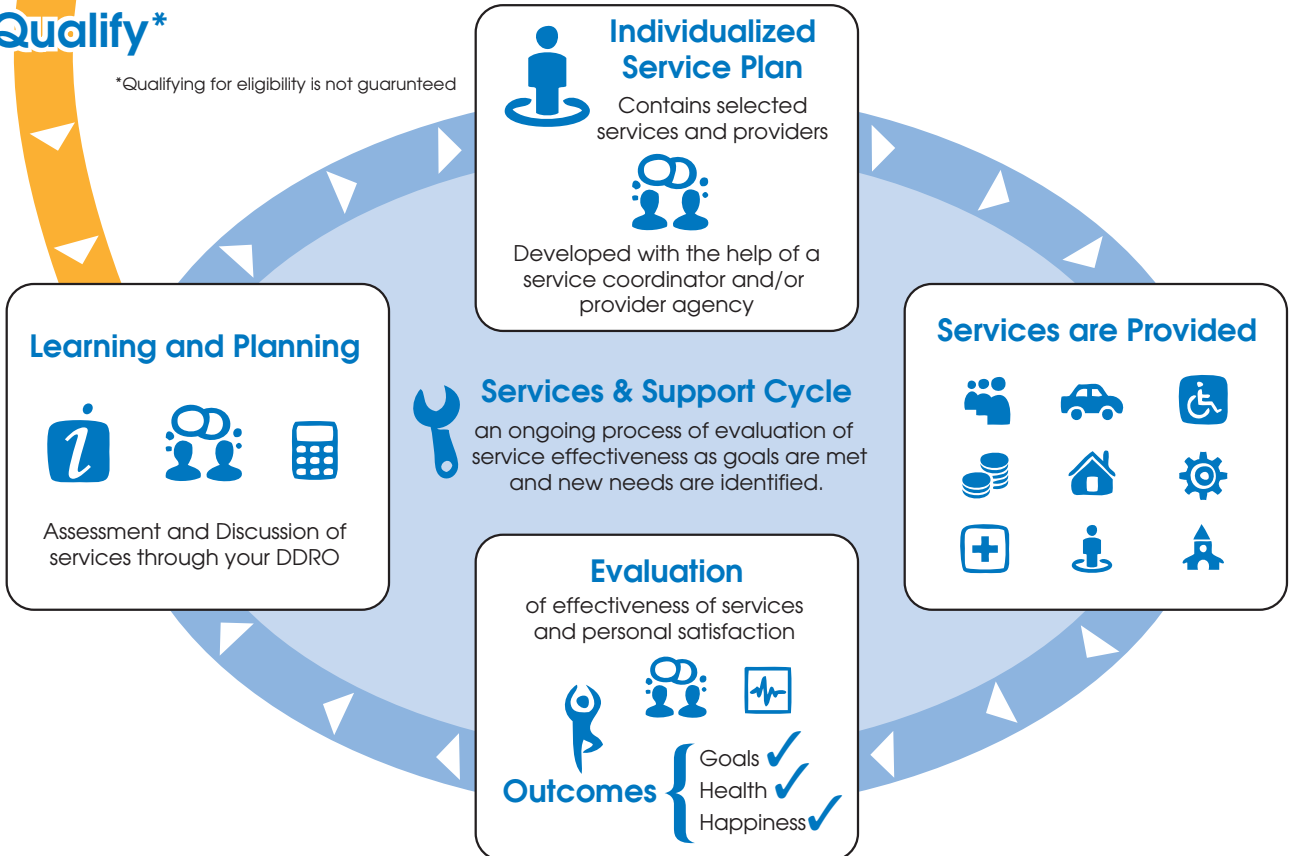 Qualify*
*Qualifying for eligibility is not guarunteed
Individualized
Service Plan
Contains selected
services and providers
Developed with the help of a
service coordinator and/or
provider agency
Learning and Planning
i
Assessment and Discussion of
services through your DDRO
Services & Support Cycle
an ongoing process of evaluation of
service effectiveness as goals are met
and new needs are identified.
Services are Provided
Evaluation
of effectiveness of services
and personal satisfaction
Outcomes
Goals
Health
Happiness